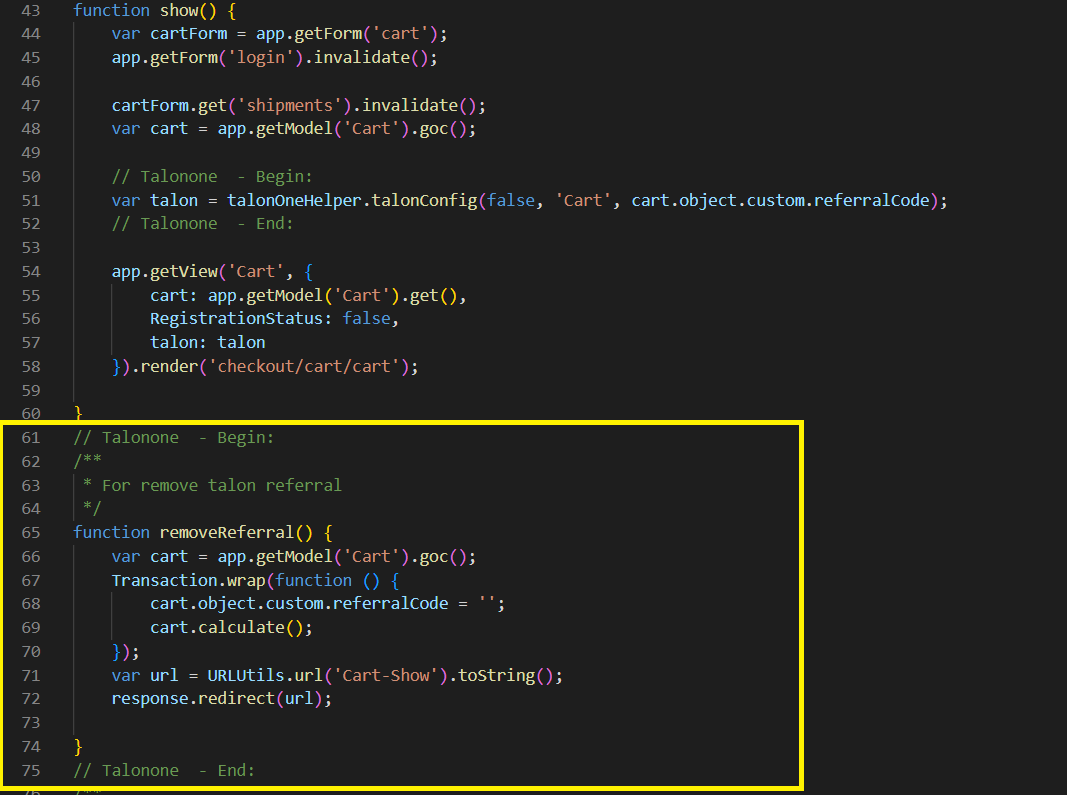 43 function show() {
44 var cartForm = app.getForm('cart');
45 app.getForm('login').invalidate();
46
47 cartForm.get('shipments').invalidate();
48 var cart = app.getModel('Cart').goc();
49
50 // Talonone  - Begin:
51 var talon = talonOneHelper.talonConfig(false, 'Cart', cart.object.custom.referralCode);
52 // Talonone  - End:
53
54 app.getView('Cart', {
55 cart: app.getModel('Cart').get(),
56 RegistrationStatus: false,
57 talon: talon
58 }).render('checkout/cart/cart');
59
60 }
61 // Talonone  - Begin:
62 /**
63 * For remove talon referral
64 */
65 function removeReferral() {
66 var cart = app.getModel('Cart').goc();
67 Transaction.wrap(function () {
68 cart.object.custom.referralCode = '';
69 cart.calculate();
70 });
71 var url = URLUtils.url('Cart-Show').toString();
72 response.redirect(url);
73
74 }
75 // Talonone  - End: